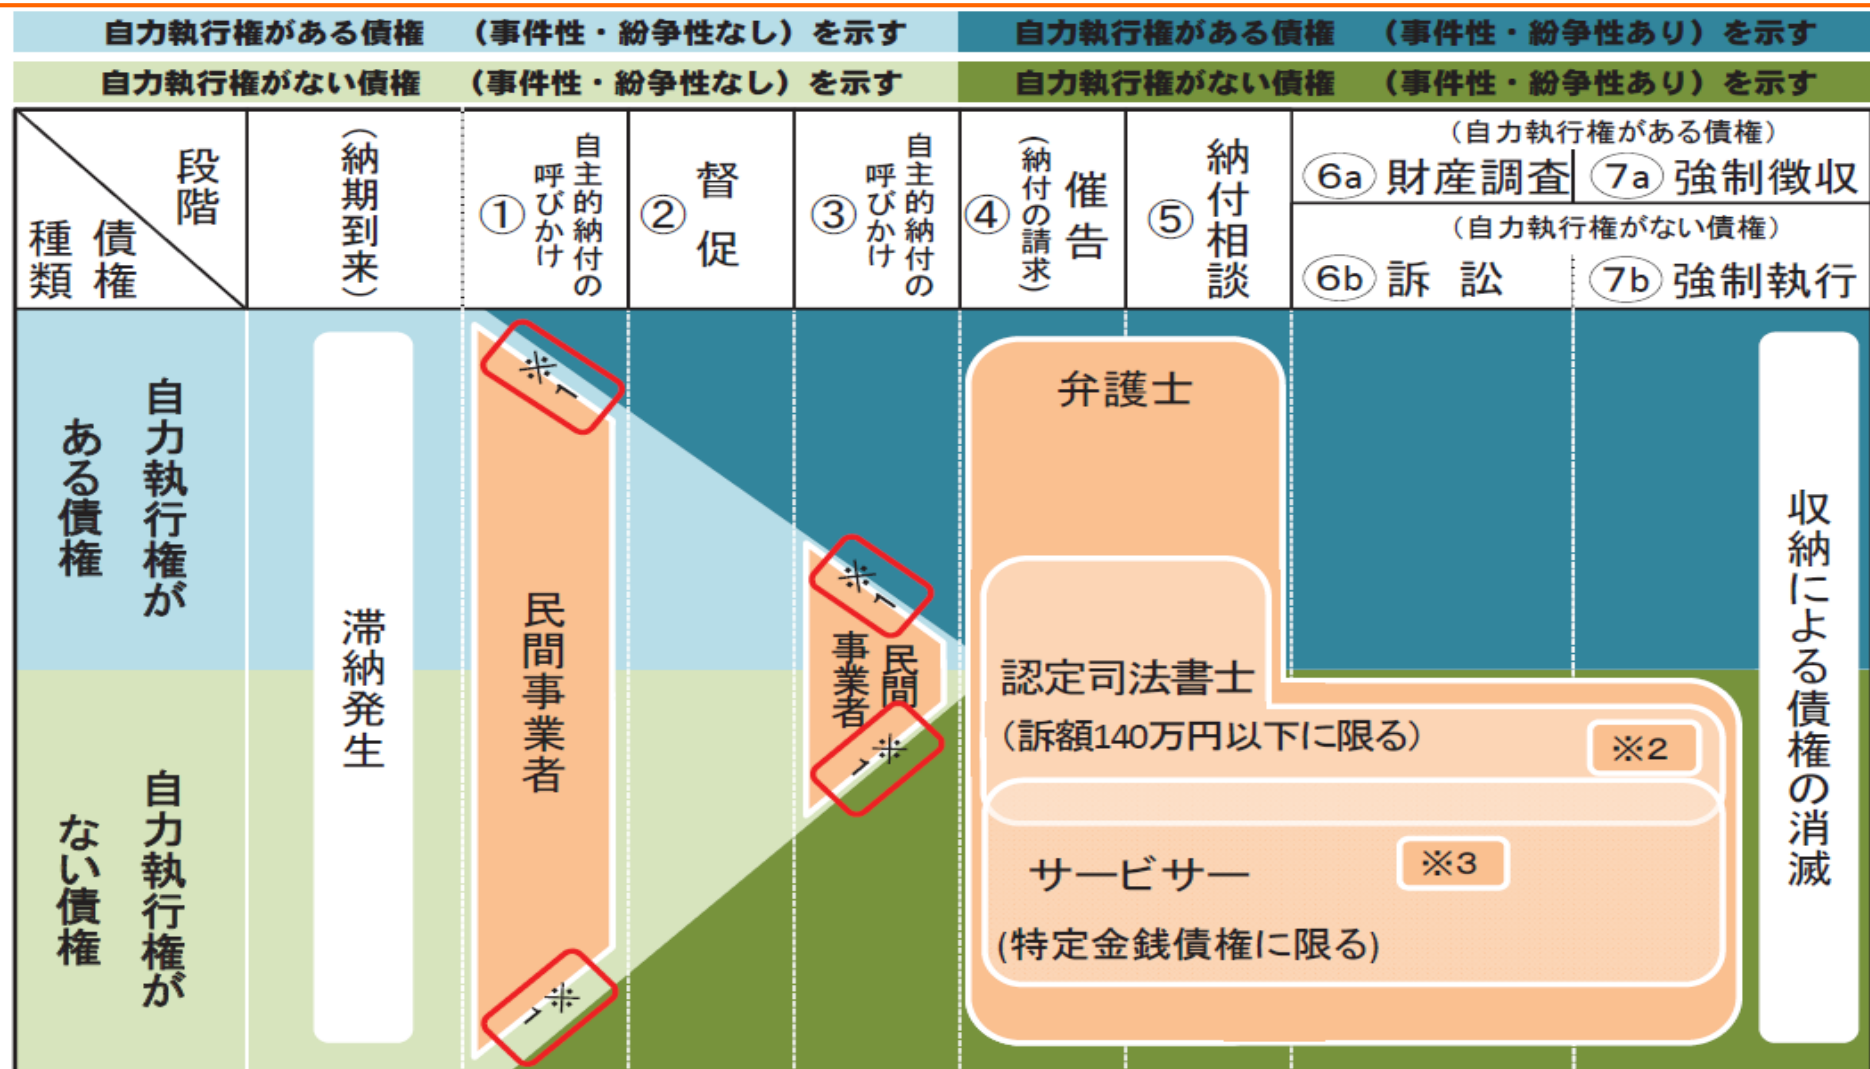 自力執行権がある債権 （事件性・紛争性なし）を示す
自力執行権がある債権 （事件性・紛争性あり）を示す
自力執行権がない債権 （事件性・紛争性なし）を示す
自力執行権がない債権 （事件性・紛争性あり）を示す
段階
債権
種類
（納期到来）
①自主的納付の
呼びかけ
②督促
③自主的納付の
呼びかけ
④催告
（納付の請求）
⑤納付相談
（自力執行権がある債権）
6a 財産調査
7a 強制徴収
（自力執行権がない債権）
6b 訴訟
7b 強制執行
自力執行権が
ある債権
自力執行権が
ない債権
滞納発生
※1
民間事業者
※1
※1
民間
事業者
※1
弁護士
認定司法書士
（訴額140万円以下に限る）
※2
サービサー
※3
(特定金銭債権に限る)
収納による債権の消滅